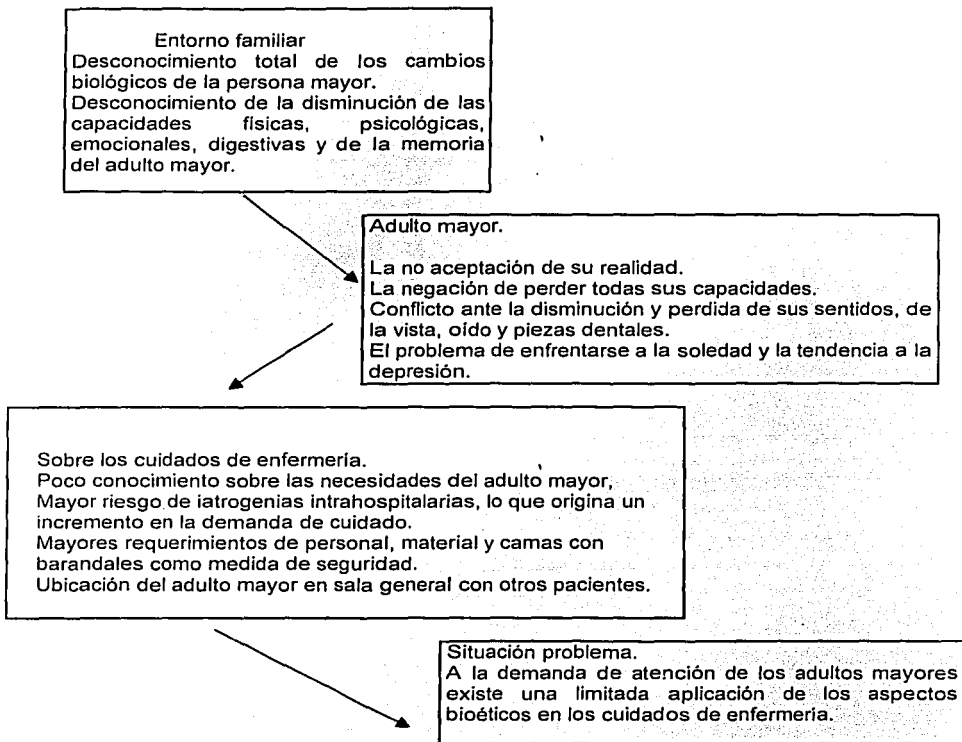 Entorno familiar
Desconocimiento total de los cambios
biológicos de la persona mayor.
Desconocimiento de la disminución de las
capacidades físicas, psicológicas,
emocionales, digestivas y de la memoria
del adulto mayor.
Adulto mayor.
La no aceptación de su realidad.
La negación de perder todas sus capacidades.
Conflicto ante la disminución y perdida de sus sentidos, de
la vista, oído y piezas dentales.
El problema de enfrentarse a la soledad y la tendencia a la
depresión.
Sobre los cuidados de enfermería.
Poco conocimiento sobre las necesidades del adulto mayor,
Mayor riesgo de iatrogenias intrahospitalarias, lo que origina un
incremento en la demanda de cuidado.
Mayores requerimientos de personal, material y camas con
barandales como medida de seguridad.
Ubicación del adulto mayor en sala general con otros pacientes.
Situación problema.
A la demanda de atención de los adultos mayores
existe una limitada aplicación de los aspectos
bioéticos en los cuidados de enfermería.